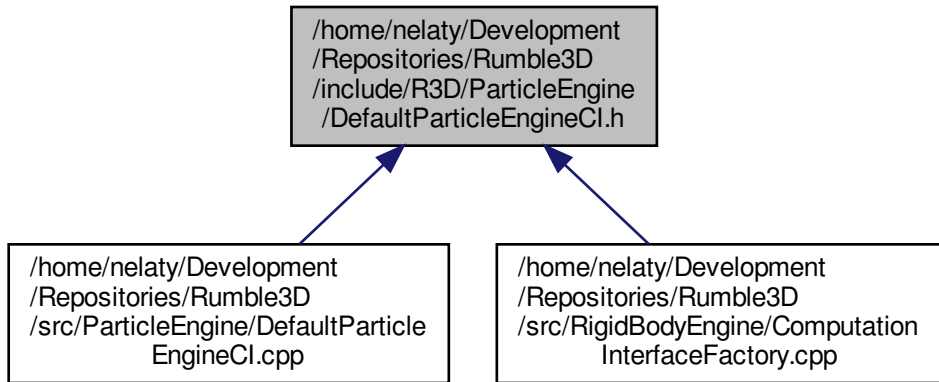 /home/nelaty/Development
/Repositories/Rumble3D
/include/R3D/ParticleEngine
/DefaultParticleEngineCI.h
/home/nelaty/Development
/Repositories/Rumble3D
/src/ParticleEngine/DefaultParticle
EngineCI.cpp
/home/nelaty/Development
/Repositories/Rumble3D
/src/RigidBodyEngine/Computation
InterfaceFactory.cpp